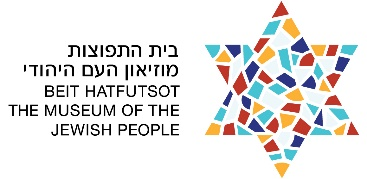 בית התפוצות
מוזיאון העם היהודי
BEIT HATFUTSOT
THE MUSEUM OF THE
JEWISH PEOPLE